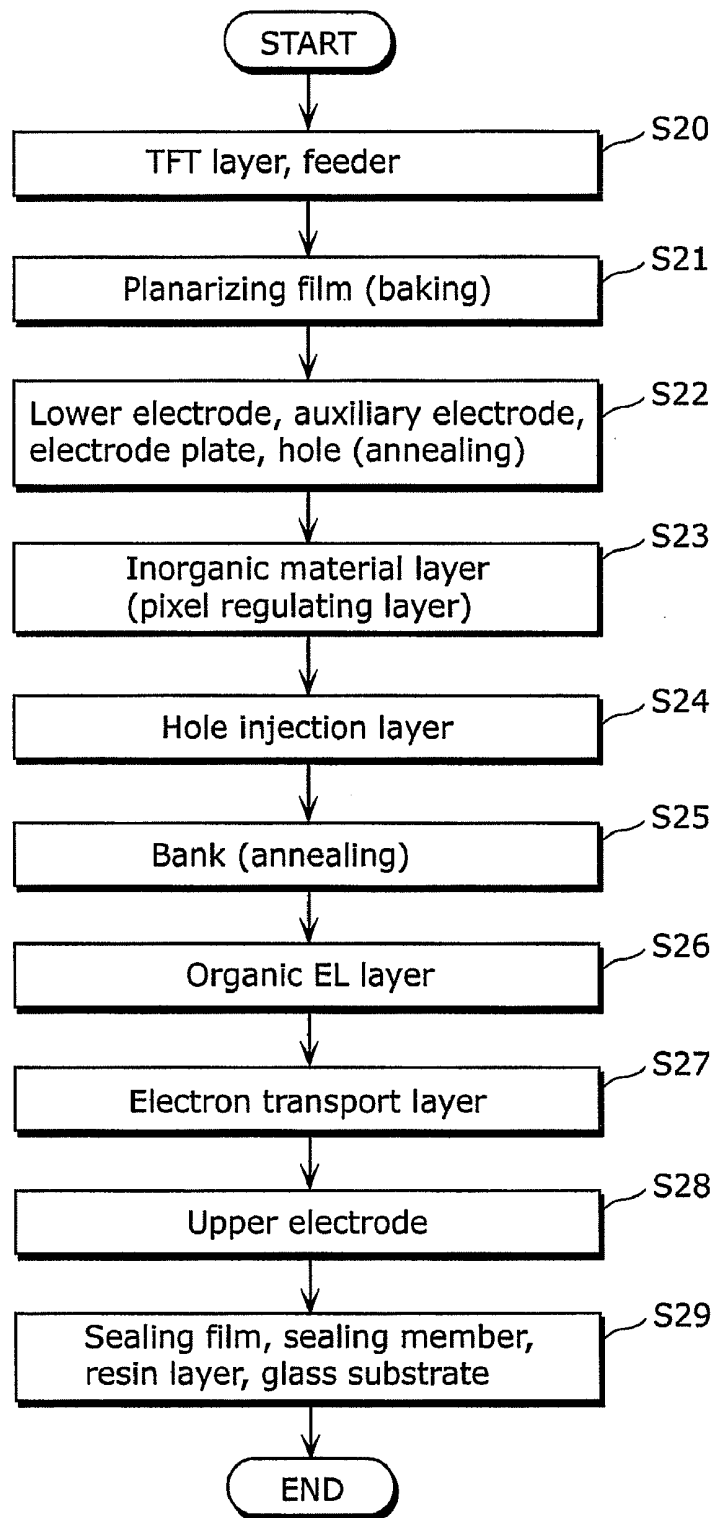 START
S20
TFT layer, feeder
S21
Planarizing film (baking)
S22
Lower electrode, auxiliary electrode,
electrode plate, hole (annealing)
S23
Inorganic material layer
(pixel regulating layer)
S24
Hole injection layer
S25
Bank (annealing)
S26
Organic EL layer
S27
Electron transport layer
S28
Upper electrode
S29
Sealing film, sealing member,
resin layer, glass substrate
END